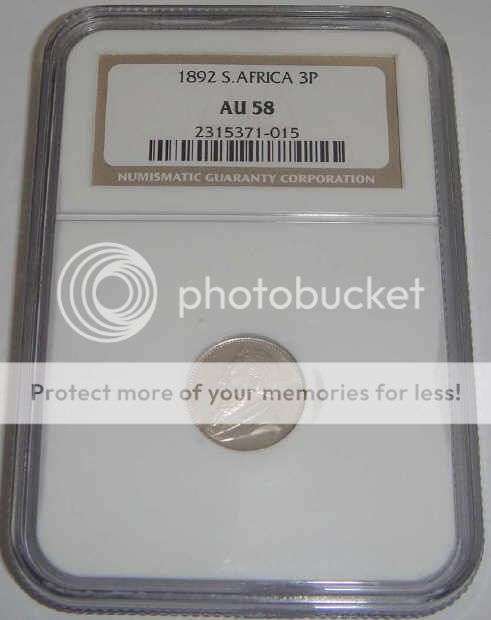 1892 S.AFRICA 3P
AU 58
2315371-015
NUMISMATIC GUARANTY CORPORATION
photobucket
Protect more of your memories for less!